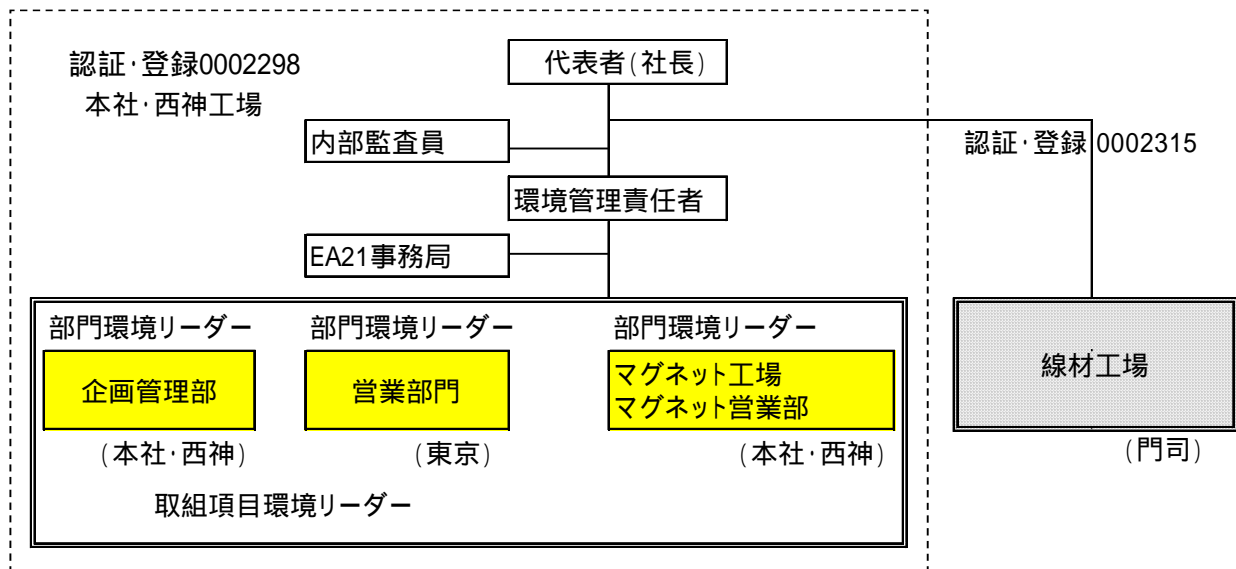 認証・登録0002298
本社・西神工場
代表者(社長)
内部監査員
認証・登録 0002315
環境管理責任者
EA21事務局
部門環境リーダー
部門環境リーダー
部門環境リーダー
企画管理部
営業部門
マグネット工場
マグネット営業部
線材工場
(本社・西神)
(東京)
(本社・西神)
(門司)
取組項目環境リーダー